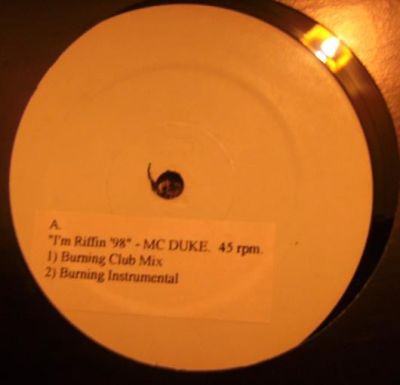 A.
"I'm Riffin '98" - MC DUKE. 45 rpm.
1) Burning Club Mix
2) Burning Instrumental